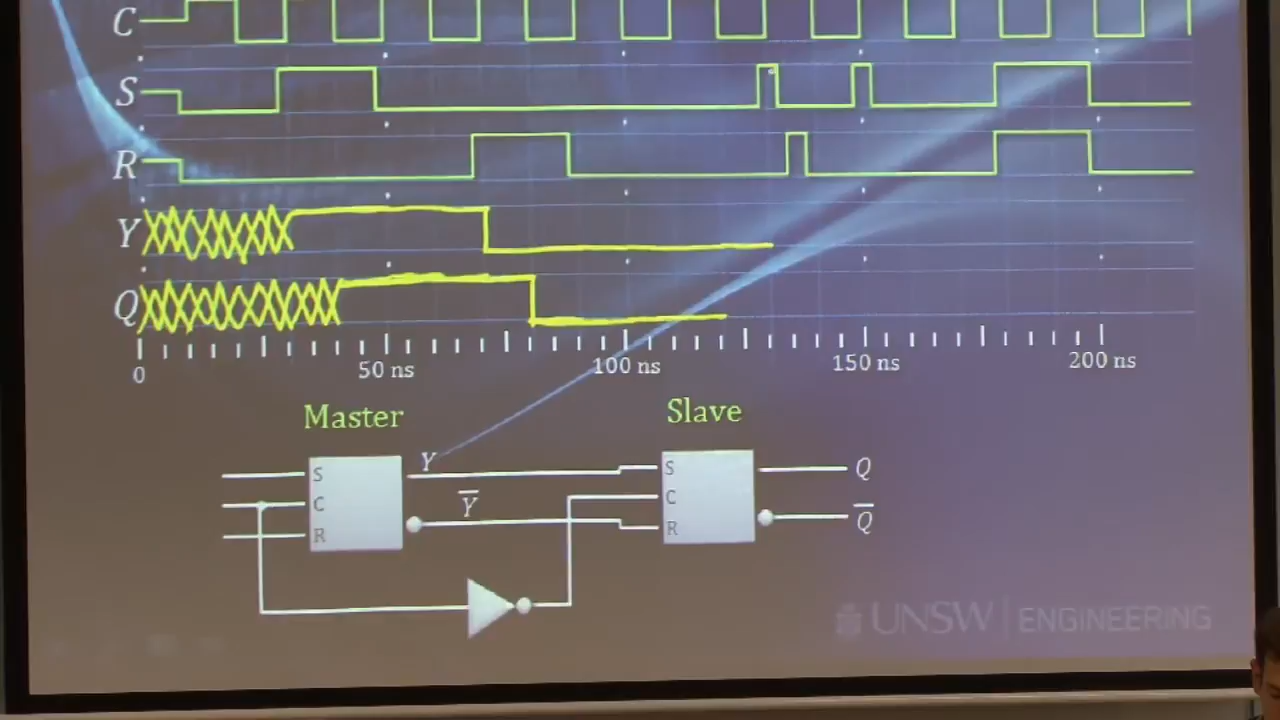 C
S
R
Y
Q
0 50 ns 100 ns 150 ns 200 ns
Master Slave
S Y S Q
C Y̅ C
R R Q̅
UNSW | ENGINEERING